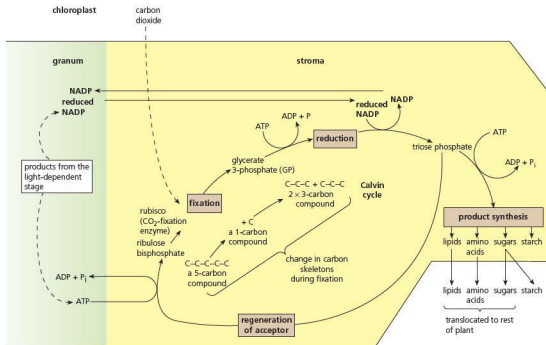 chloroplast
carbon
dioxide
granum
stroma
NADP
reduced
NADP
reduced
NADP
NADP
ADP + P
ATP
reduction
ATP
triose phosphate
ADP + Pi
glycerate
3-phosphate (GP)
products from the
light-dependent
stage
fixation
C–C–C + C–C–C
2 × 3-carbon
compound
Calvin
cycle
rubisco
(CO2-fixation
enzyme)
ribulose
bisphosphate
+ C
a 1-carbon
compound
product synthesis
lipids
amino
acids
sugars
starch
C–C–C–C–C
a 5-carbon
compound
change in carbon
skeletons
during fixation
ADP + Pi
ATP
lipids
amino
acids
sugars
starch
translocated to rest
of plant
regeneration
of acceptor